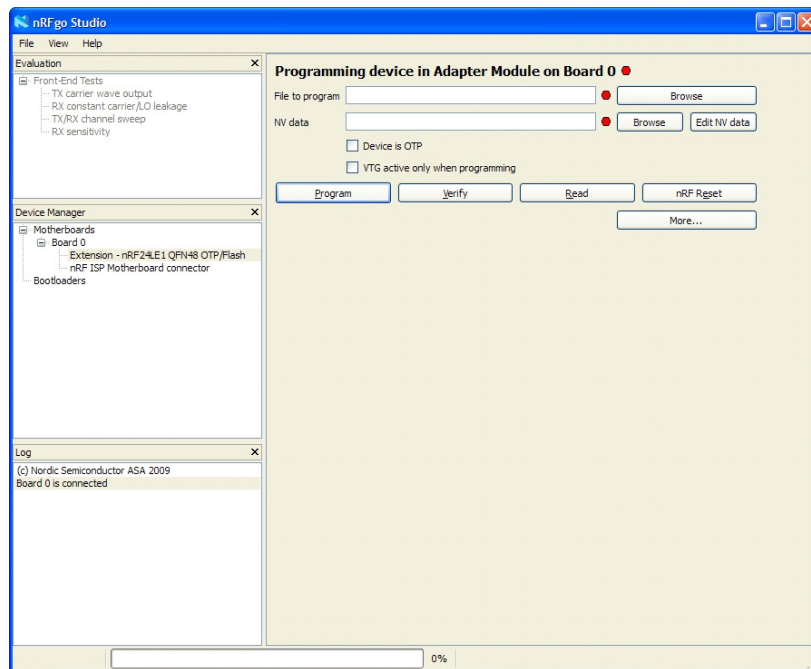 nRFgo Studio
File View Help
Evaluation
Front-End Tests
TX carrier wave output
RX constant carrier/LO leakage
TX/RX channel sweep
RX sensitivity
Device Manager
Motherboards
Board 0
Extension - nRF24LE1 QFN48 OTP/Flash
nRF ISP Motherboard connector
Bootloaders
Log
(c) Nordic Semiconductor ASA 2009
Board 0 is connected
Programming device in Adapter Module on Board 0
File to program Browse
NV data Browse Edit NV data
Device is OTP
VTG active only when programming
Program Verify Read nRF Reset
More...
0%